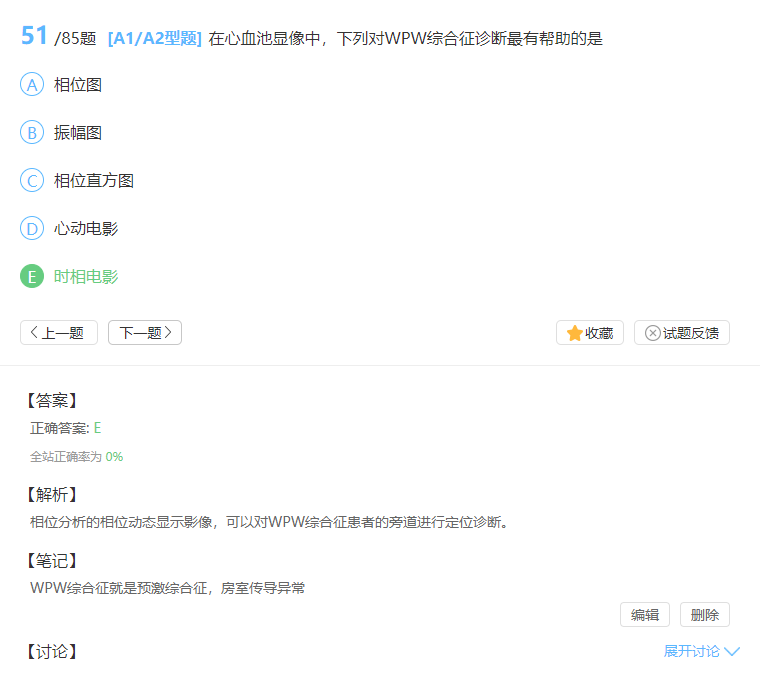 51 /85题 [A1/A2型题] 在心血池显像中，下列对WPW综合征诊断最有帮助的是
A 相位图
B 振幅图
C 相位直方图
D 心动电影
E 时相电影
上一题 下一题 收藏 试题反馈
【答案】
正确答案: E
全站正确率为 0%
【解析】
相位分析的相位动态显示影像，可以对WPW综合征患者的旁道进行定位诊断。
【笔记】
WPW综合征就是预激综合征，房室传导异常
编辑 删除
【讨论】 展开讨论